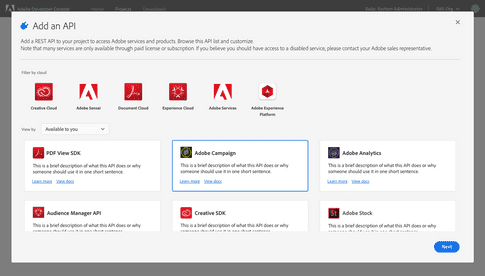 Adobe Developer Console
Home
Projects
Add an API
Add a REST API to your project to access Adobe services and products. Browse this API list and customize.
Note that many services are only available through paid license or subscription. If you believe you should have access to a disabled service, please contact your Adobe sales representative.
Filter by cloud
Creative Cloud
Adobe Sensei
Document Cloud
Experience Cloud
Adobe Services
Adobe Experience
Platform
View by
Available to you
PDF View SDK
This is a brief description of what this API does or why
someone should use it in one short sentence.
Learn more View docs
Adobe Campaign
This is a brief description of what this API does or why
someone should use it in one short sentence.
Learn more View docs
Adobe Analytics
This is a brief description of what this API does or why
someone should use it in one short sentence.
Learn more View docs
Audience Manager API
This is a brief description of what this API does or why
someone should use it in one short sentence.
Creative SDK
This is a brief description of what this API does or why
someone should use it in one short sentence.
St
Adobe Stock
This is a brief description of what this API does or why
someone should use it in one short sentence.
Next